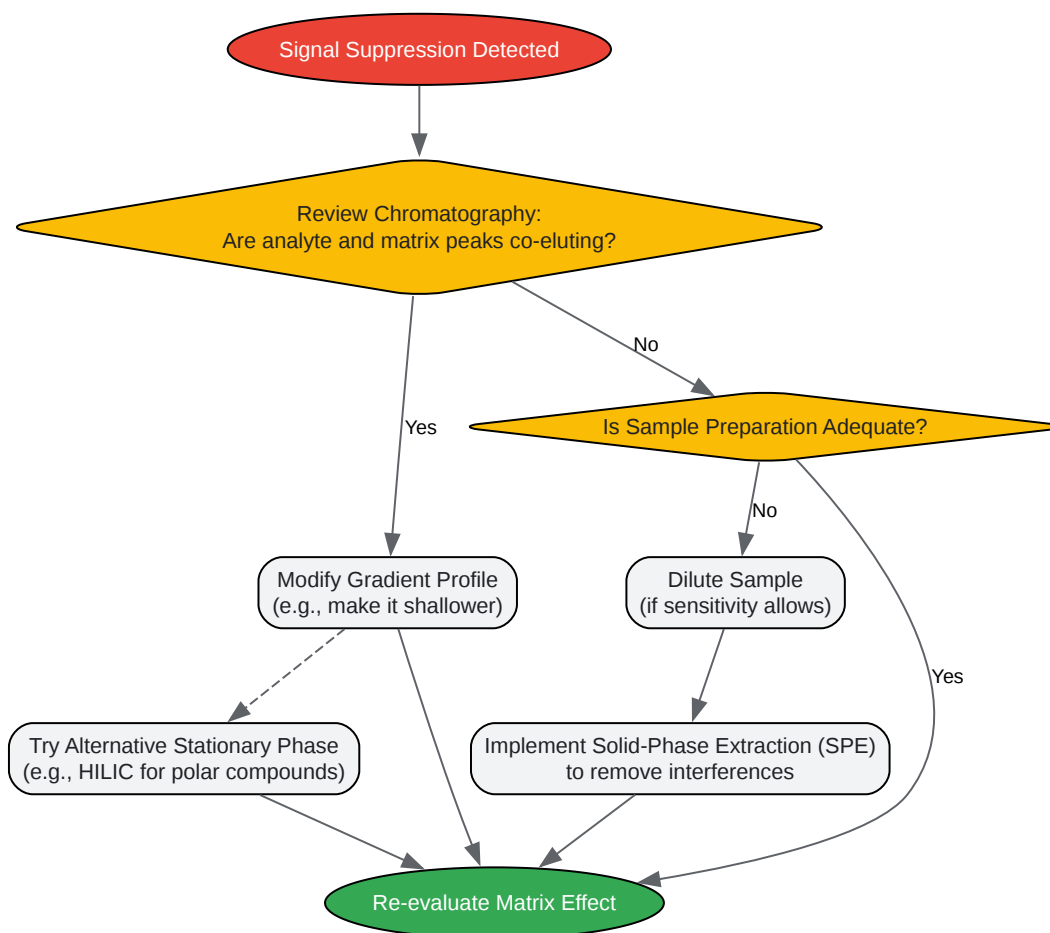 Signal Suppression Detected
Review Chromatography:
Are analyte and matrix peaks co-eluting?
No
Yes
Is Sample Preparation Adequate?
No
Modify Gradient Profile
(e.g., make it shallower)
Dilute Sample
(if sensitivity allows)
Yes
Try Alternative Stationary Phase
(e.g., HILIC for polar compounds)
Implement Solid-Phase Extraction (SPE)
to remove interferences
Re-evaluate Matrix Effect